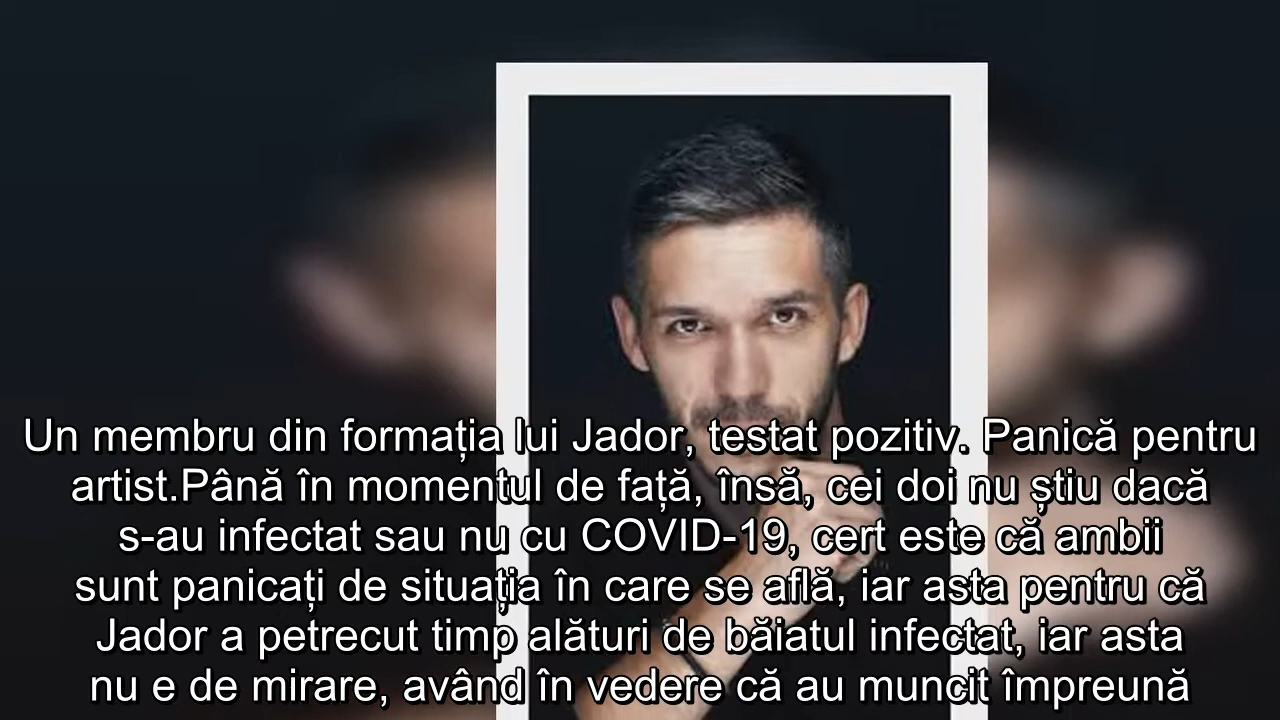 Un membru din formația lui Jador, testat pozitiv. Panică pentru
artist.Până în momentul de față, însă, cei doi nu știu dacă
s-au infectat sau nu cu COVID-19, cert este că ambii
sunt panicați de situația în care se află, iar asta pentru că
Jador a petrecut timp alături de băiatul infectat, iar asta
nu e de mirare, având în vedere că au muncit împreună